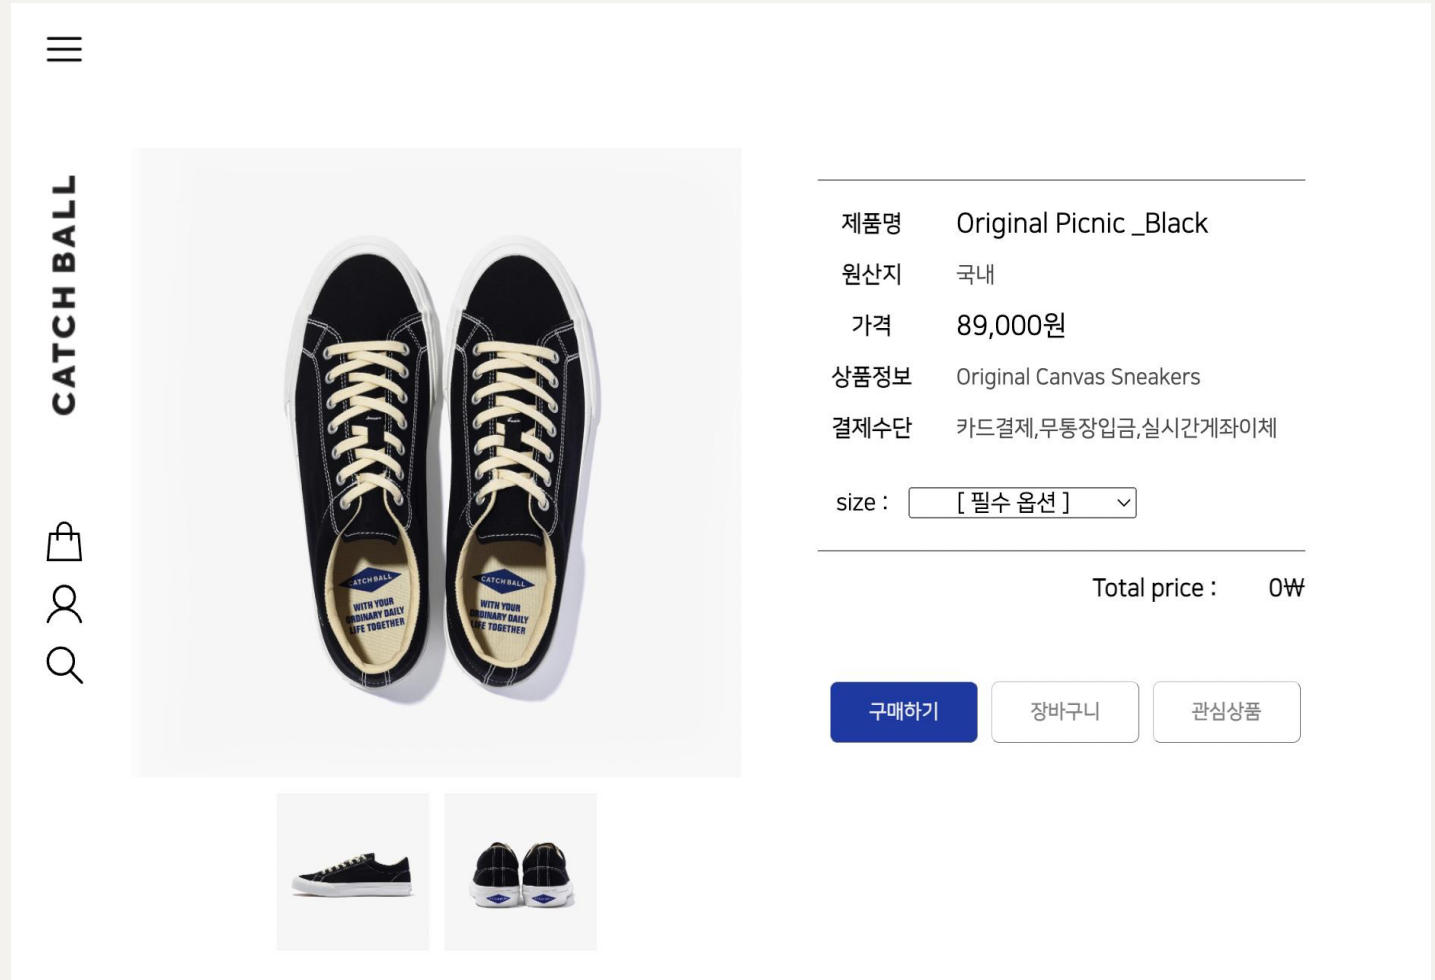 CATCH BALL
CATCH BALL
WITH YOUR
ORDINARY DAILY
LIFE TOGETHER
CATCH BALL
WITH YOUR
ORDINARY DAILY
LIFE TOGETHER
제품명 Original Picnic _Black
원산지 국내
가격 89,000원
상품정보 Original Canvas Sneakers
결제수단 카드결제,무통장입금,실시간게좌이체
size : [ 필수 옵션 ]
Total price : 0₩
구매하기 장바구니 관심상품